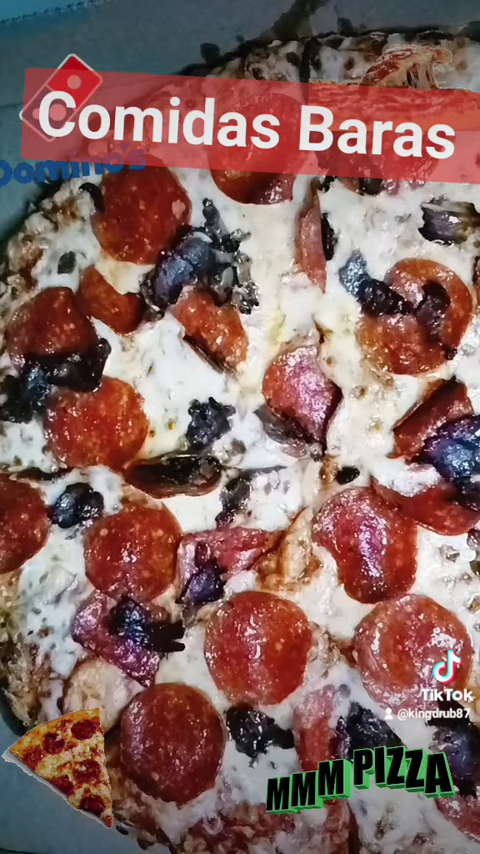 Comidas Baras
Domino's
TikTok
@kingdrub87
MMM PIZZA